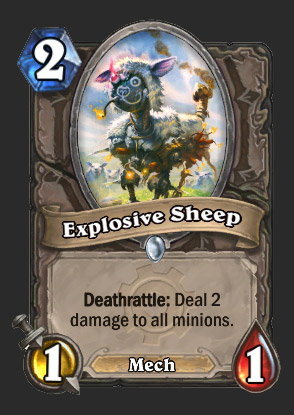 2
Explosive Sheep
Deathrattle: Deal 2
damage to all minions.
1 Mech 1